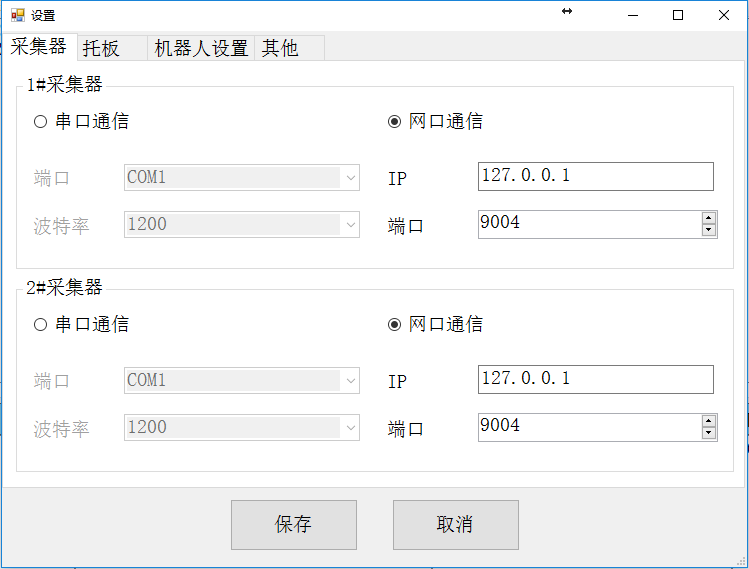 设置
采集器 托板 机器人设置 其他
1#采集器
串口通信 网口通信
端口 COM1 IP 127.0.0.1
波特率 1200 端口 9004
2#采集器
串口通信 网口通信
端口 COM1 IP 127.0.0.1
波特率 1200 端口 9004
保存 取消